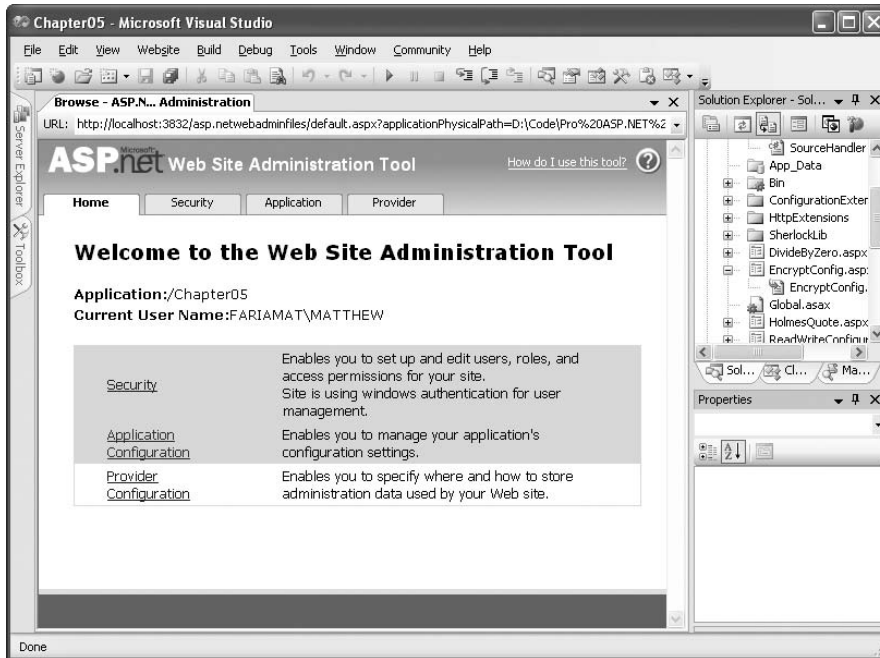 Chapter05 - Microsoft Visual Studio
File Edit View Website Build Debug Tools Window Community Help
Server Explorer
Toolbox
Browse - ASP.N... Administration
URL: http://localhost:3832/asp.netwebadminfiles/default.aspx?applicationPhysicalPath=D:\Code\Pro%20ASP.NET%2
Microsoft
ASP.net Web Site Administration Tool
How do I use this tool? ?
Home Security Application Provider
Welcome to the Web Site Administration Tool
Application:/Chapter05
Current User Name:FARIAMAT\MATTHEW
Security
Enables you to set up and edit users, roles, and
access permissions for your site.
Site is using windows authentication for user
management.
Application
Configuration
Enables you to manage your application's
configuration settings.
Provider
Configuration
Enables you to specify where and how to store
administration data used by your Web site.
Solution Explorer - Sol...
SourceHandler
App_Data
Bin
ConfigurationExter
HttpExtensions
SherlockLib
DivideByZero.aspx
EncryptConfig.asp
EncryptConfig.
Global.asax
HolmesQuote.aspx
ReadWriteConfigur
Sol... Cl... Ma...
Properties
Done